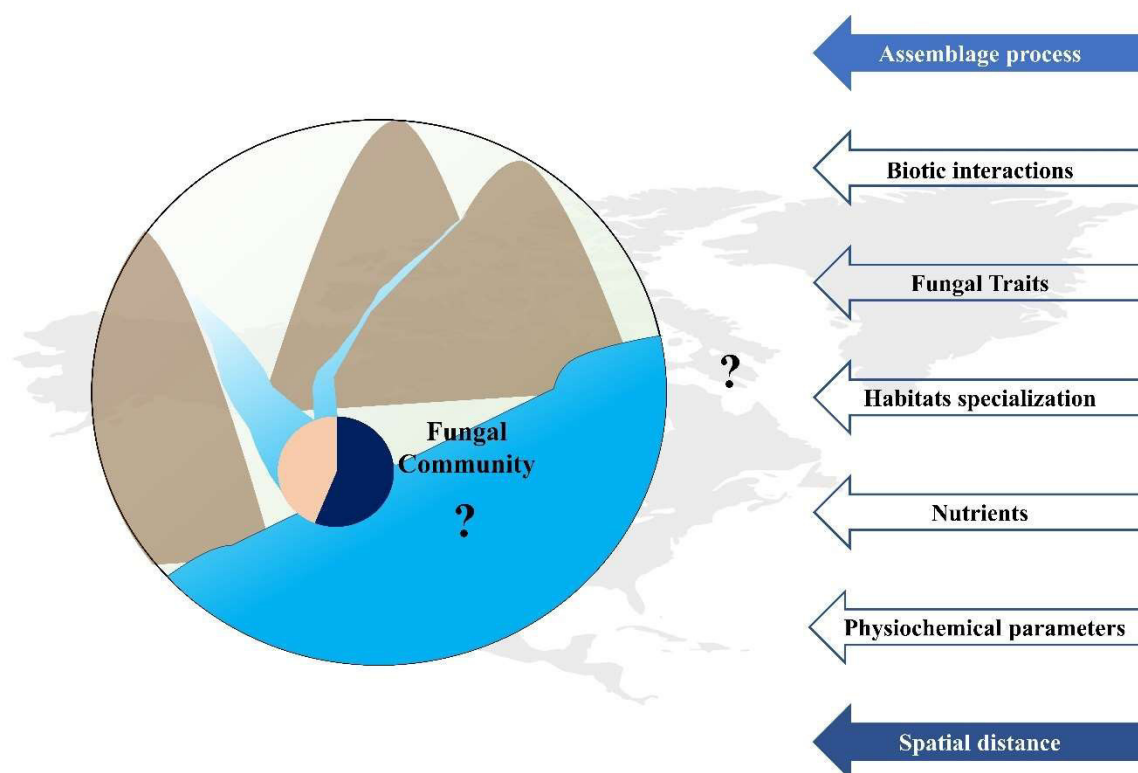 Assemblage process
Biotic interactions
Fungal Traits
?
Habitats specialization
Fungal
Community
?
Nutrients
Physiochemical parameters
Spatial distance